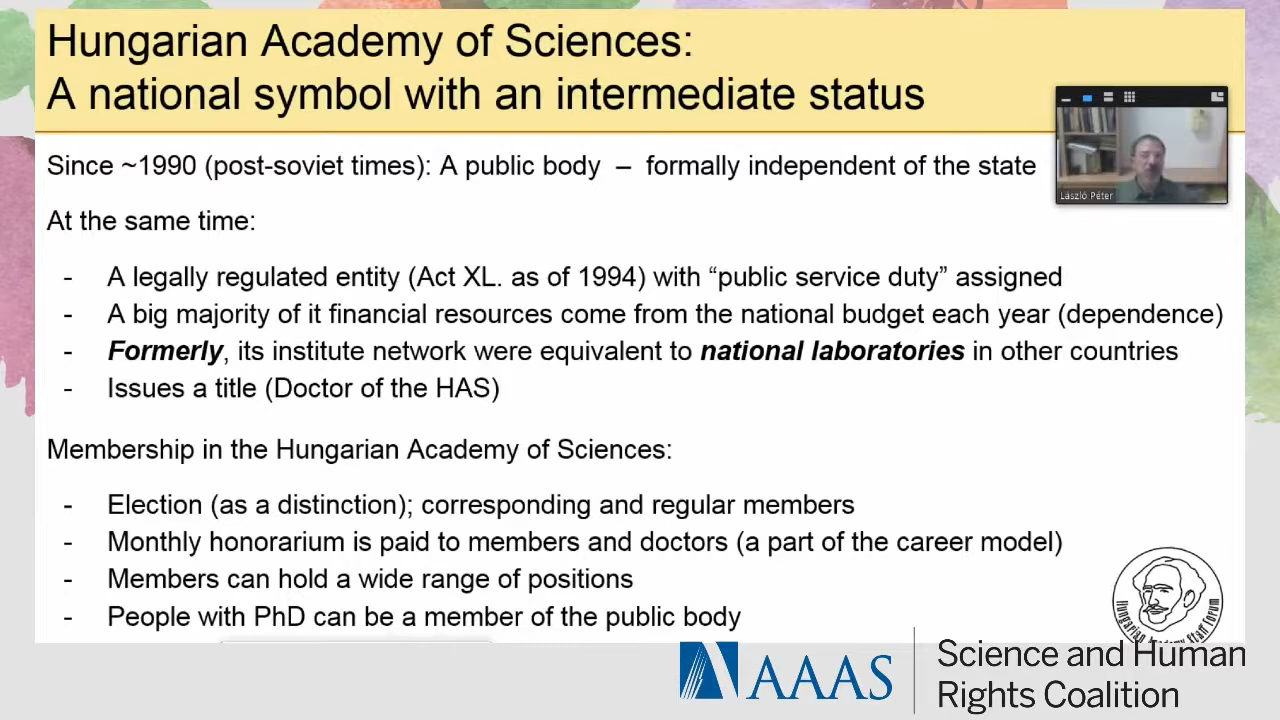 Hungarian Academy of Sciences:
A national symbol with an intermediate status
Since ~1990 (post-soviet times): A public body – formally independent of the state
László Péter
At the same time:
- A legally regulated entity (Act XL. as of 1994) with “public service duty” assigned
- A big majority of it financial resources come from the national budget each year (dependence)
- Formerly, its institute network were equivalent to national laboratories in other countries
- Issues a title (Doctor of the HAS)
Membership in the Hungarian Academy of Sciences:
- Election (as a distinction); corresponding and regular members
- Monthly honorarium is paid to members and doctors (a part of the career model)
- Members can hold a wide range of positions
- People with PhD can be a member of the public body
Hungarian Academy Staff Forum
AAAS
Science and Human
Rights Coalition